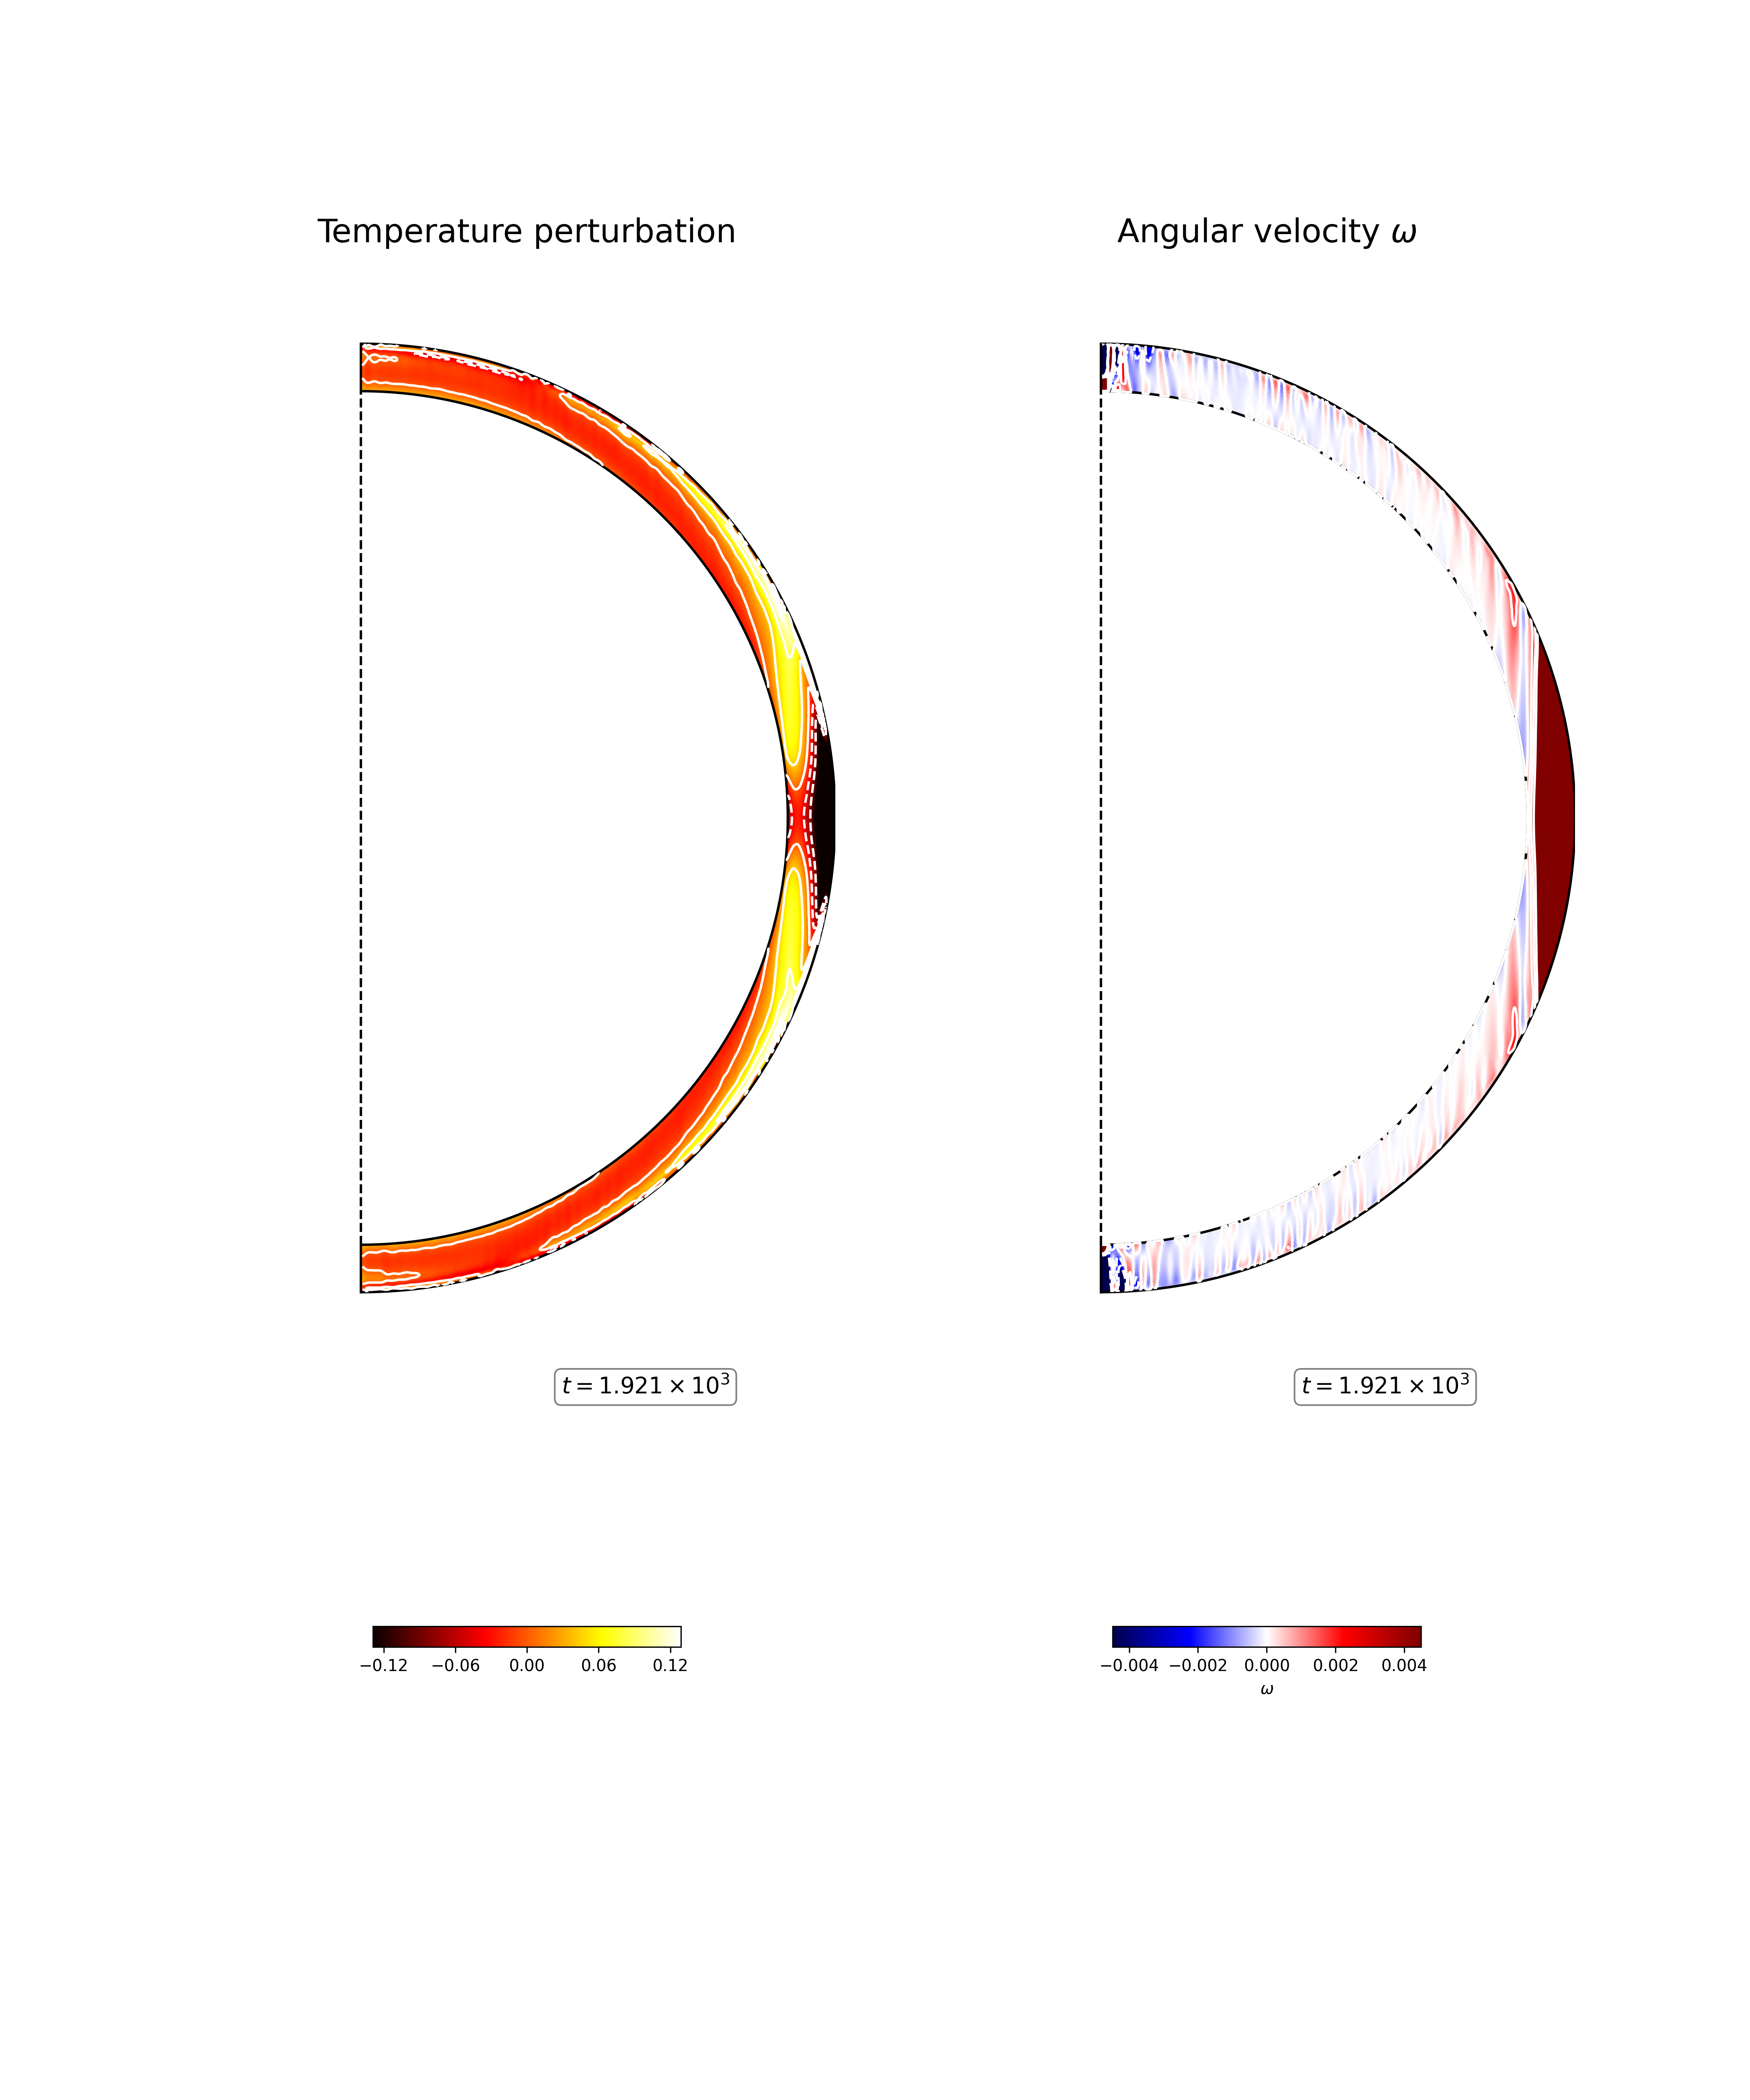 Temperature perturbation
Angular velocity ω
t = 1.921 × 10³
t = 1.921 × 10³
−0.12 −0.06 0.00 0.06 0.12
−0.004 −0.002 0.000 0.002 0.004
ω